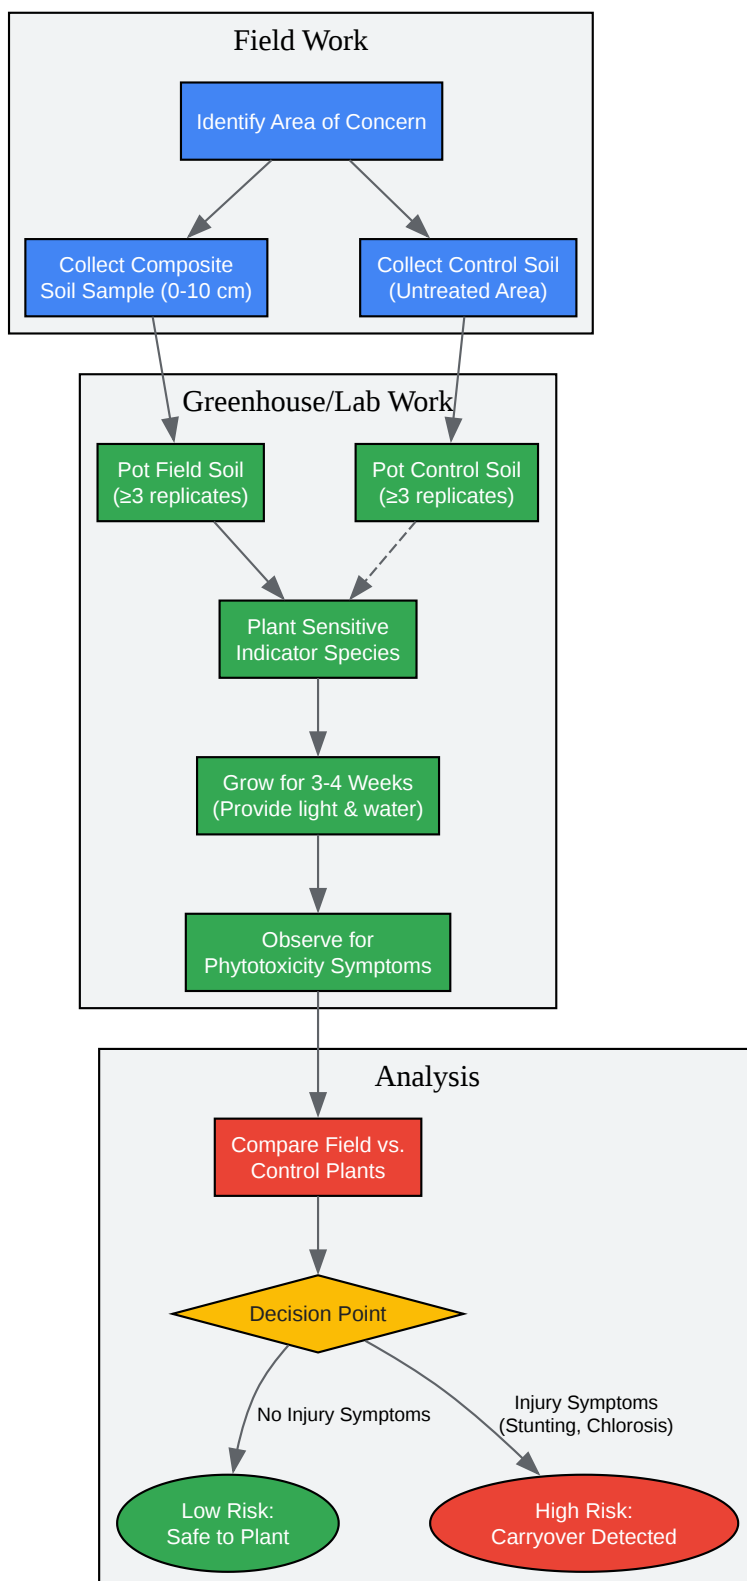 Field Work
Identify Area of Concern
Collect Composite
Soil Sample (0-10 cm)
Collect Control Soil
(Untreated Area)
Greenhouse/Lab Work
Pot Field Soil
(≥3 replicates)
Pot Control Soil
(≥3 replicates)
Plant Sensitive
Indicator Species
Grow for 3-4 Weeks
(Provide light & water)
Observe for
Phytotoxicity Symptoms
Analysis
Compare Field vs.
Control Plants
Decision Point
No Injury Symptoms
Injury Symptoms
(Stunting, Chlorosis)
Low Risk:
Safe to Plant
High Risk:
Carryover Detected